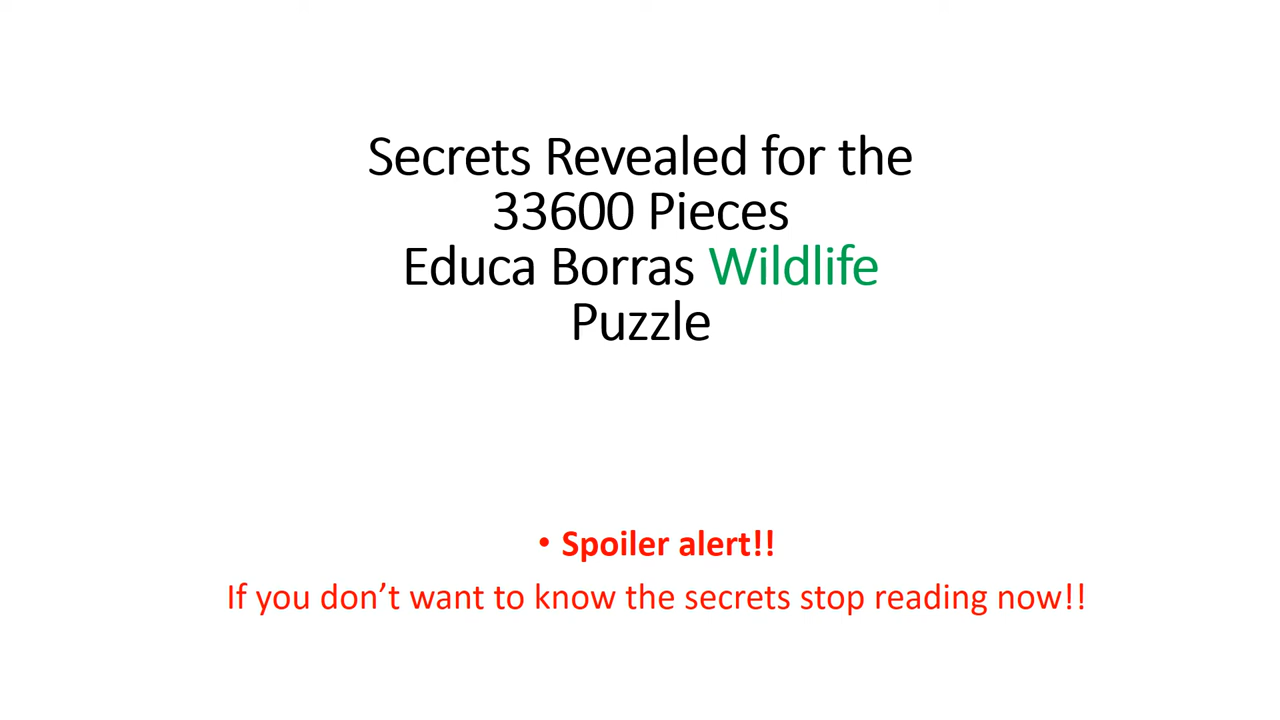 Secrets Revealed for the
33600 Pieces
Educa Borras Wildlife
Puzzle
• Spoiler alert!!
If you don’t want to know the secrets stop reading now!!